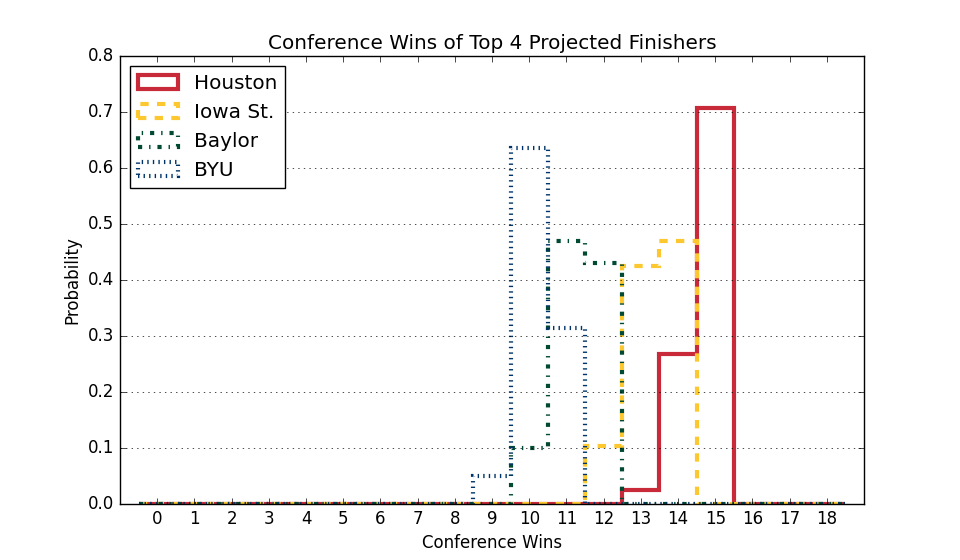 Conference Wins of Top 4 Projected Finishers
Houston
Iowa St.
Baylor
BYU
Probability
0.8
0.7
0.6
0.5
0.4
0.3
0.2
0.1
0.0
0 1 2 3 4 5 6 7 8 9 10 11 12 13 14 15 16 17 18
Conference Wins